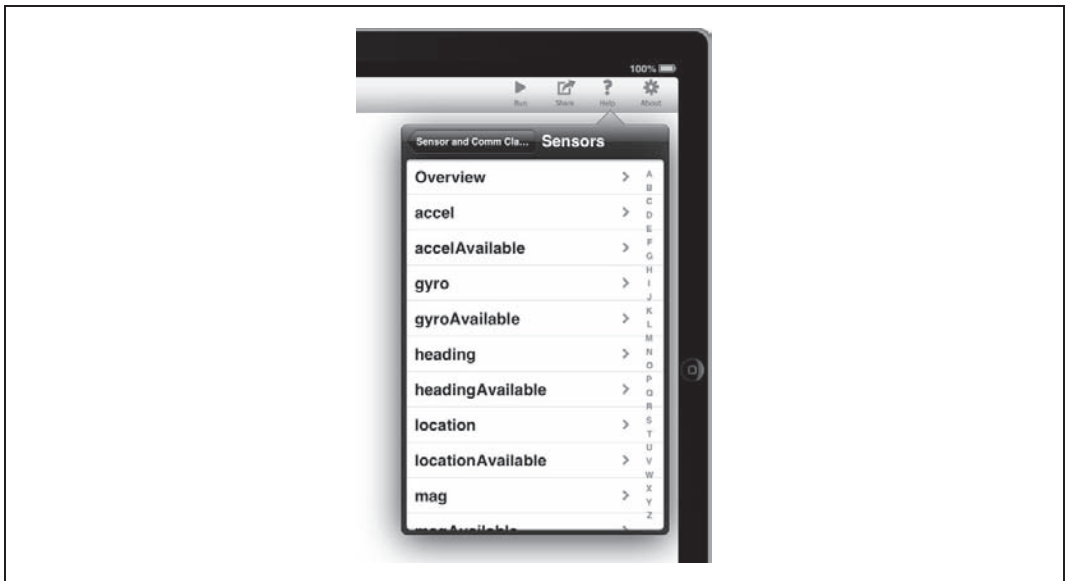 100%
Run Share Help About
Sensor and Comm Cla... Sensors
Overview
accel
accelAvailable
gyro
gyroAvailable
heading
headingAvailable
location
locationAvailable
mag
magAvailable
A
B
C
D
E
F
G
H
I
J
K
L
M
N
O
P
Q
R
S
T
U
V
W
X
Y
Z